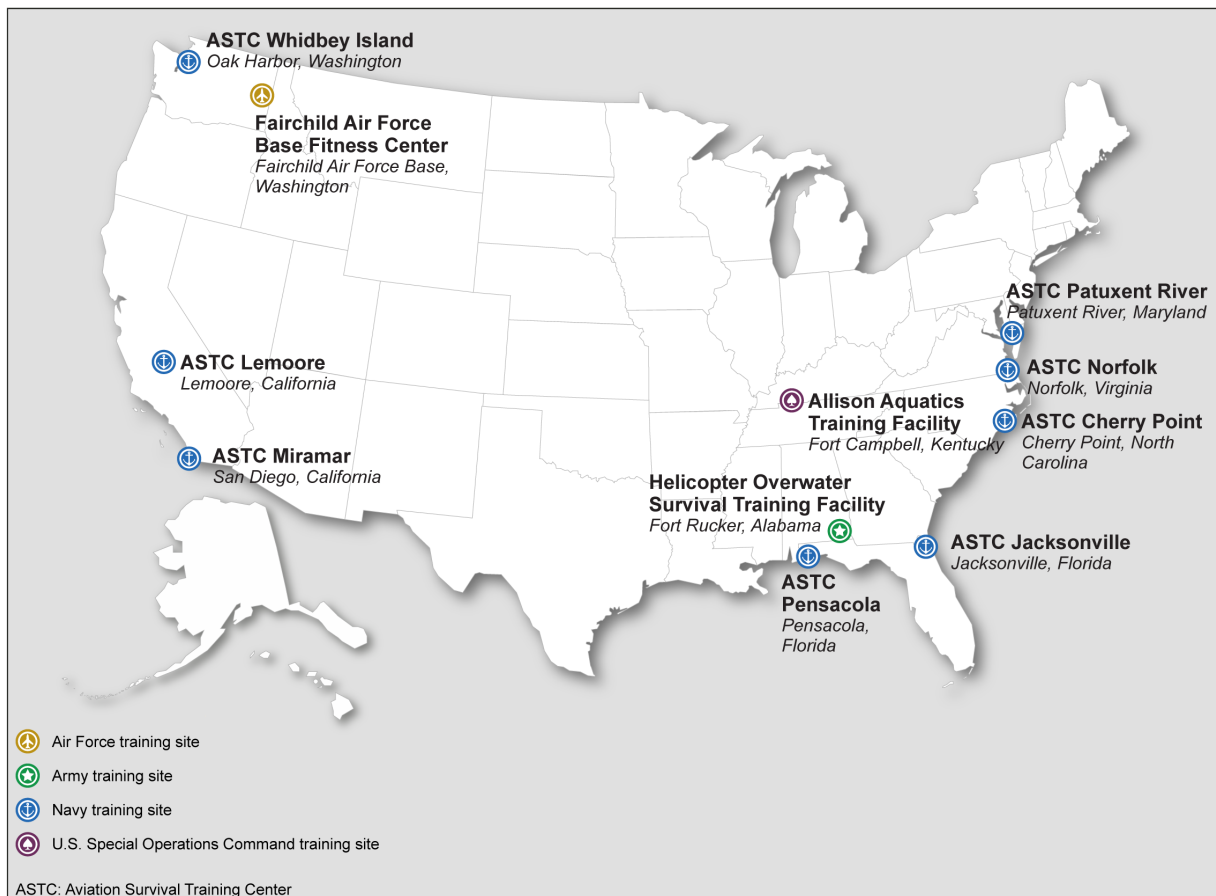 ASTC Whidbey Island
Oak Harbor, Washington
Fairchild Air Force
Base Fitness Center
Fairchild Air Force Base,
Washington
ASTC Patuxent River
Patuxent River, Maryland
ASTC Lemoore
Lemoore, California
ASTC Norfolk
Norfolk, Virginia
Allison Aquatics
Training Facility
Fort Campbell, Kentucky
ASTC Cherry Point
Cherry Point, North
Carolina
ASTC Miramar
San Diego, California
Helicopter Overwater
Survival Training Facility
Fort Rucker, Alabama
ASTC Jacksonville
Jacksonville, Florida
ASTC
Pensacola
Pensacola,
Florida
Air Force training site
Army training site
Navy training site
U.S. Special Operations Command training site
ASTC: Aviation Survival Training Center